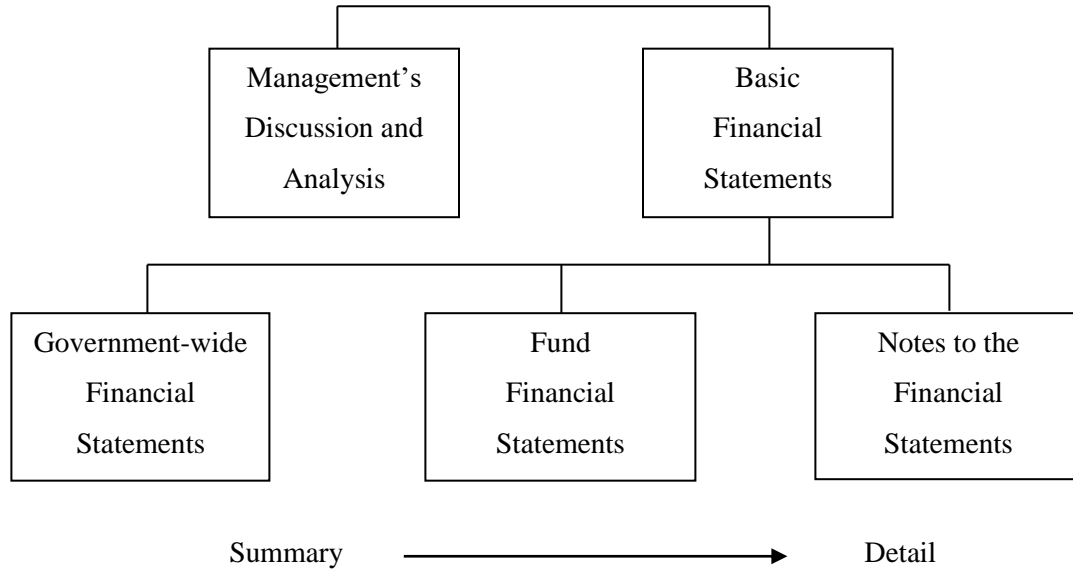 Management’s
Discussion and
Analysis
Basic
Financial
Statements
Government-wide
Financial
Statements
Fund
Financial
Statements
Notes to the
Financial
Statements
Summary
Detail